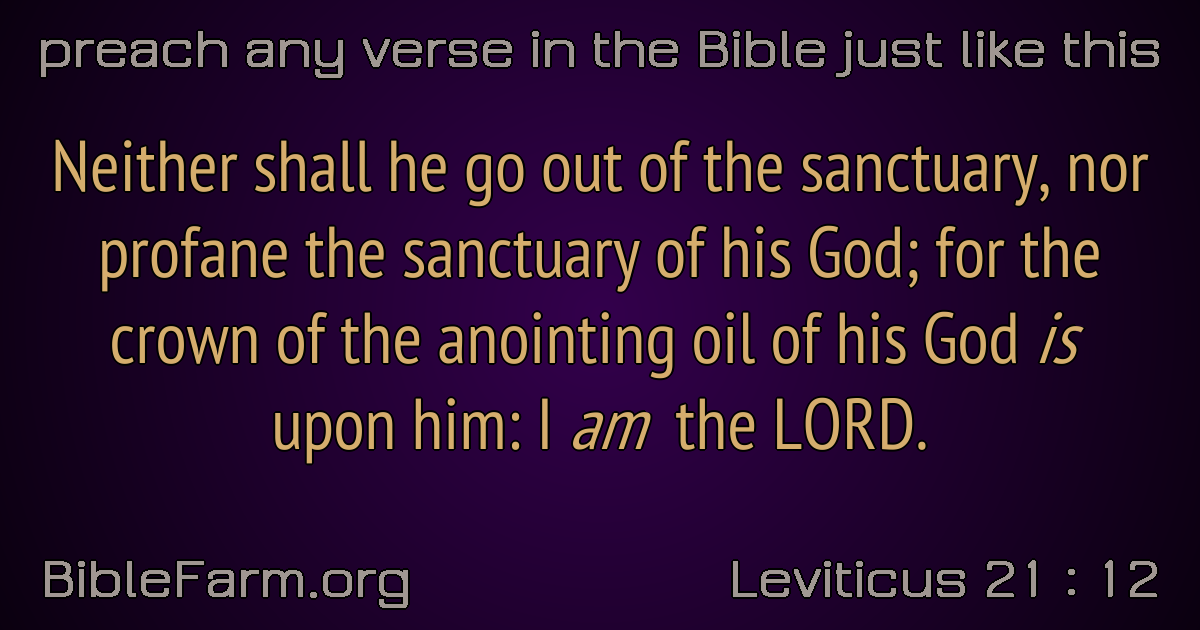 preach any verse in the Bible just like this
Neither shall he go out of the sanctuary, nor
profane the sanctuary of his God; for the
crown of the anointing oil of his God is
upon him: I am the LORD.
BibleFarm.org
Leviticus 21 : 12